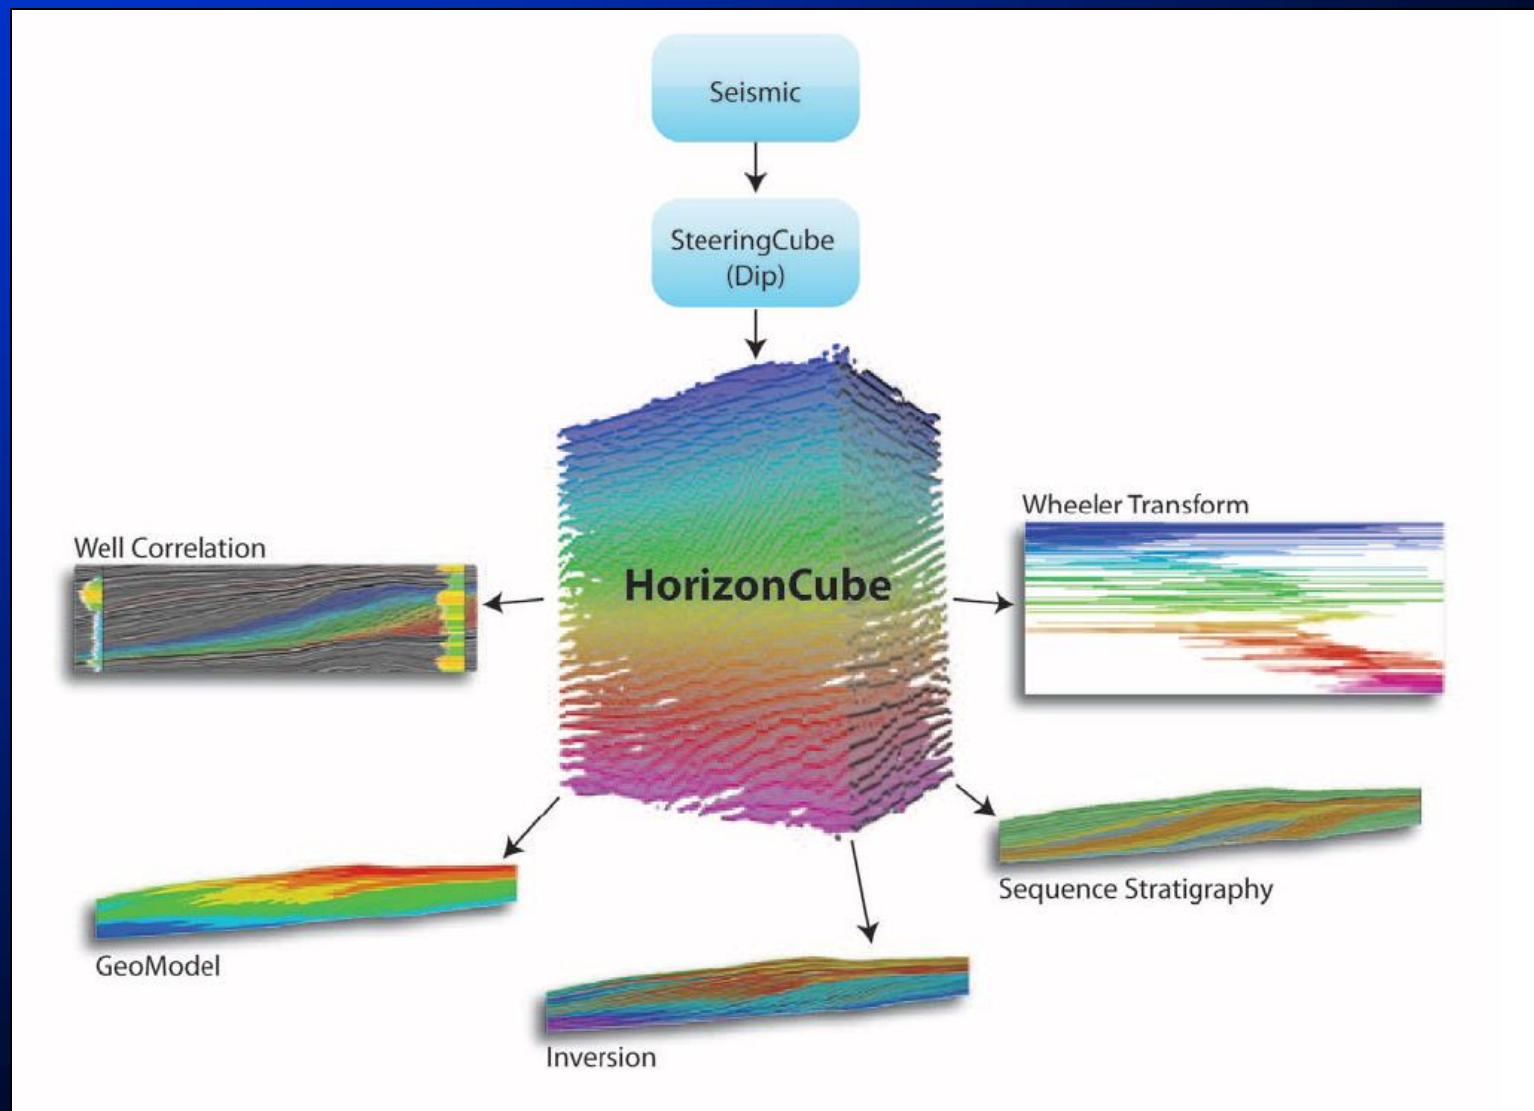 Seismic
SteeringCube
(Dip)
HorizonCube
Wheeler Transform
Well Correlation
Sequence Stratigraphy
GeoModel
Inversion